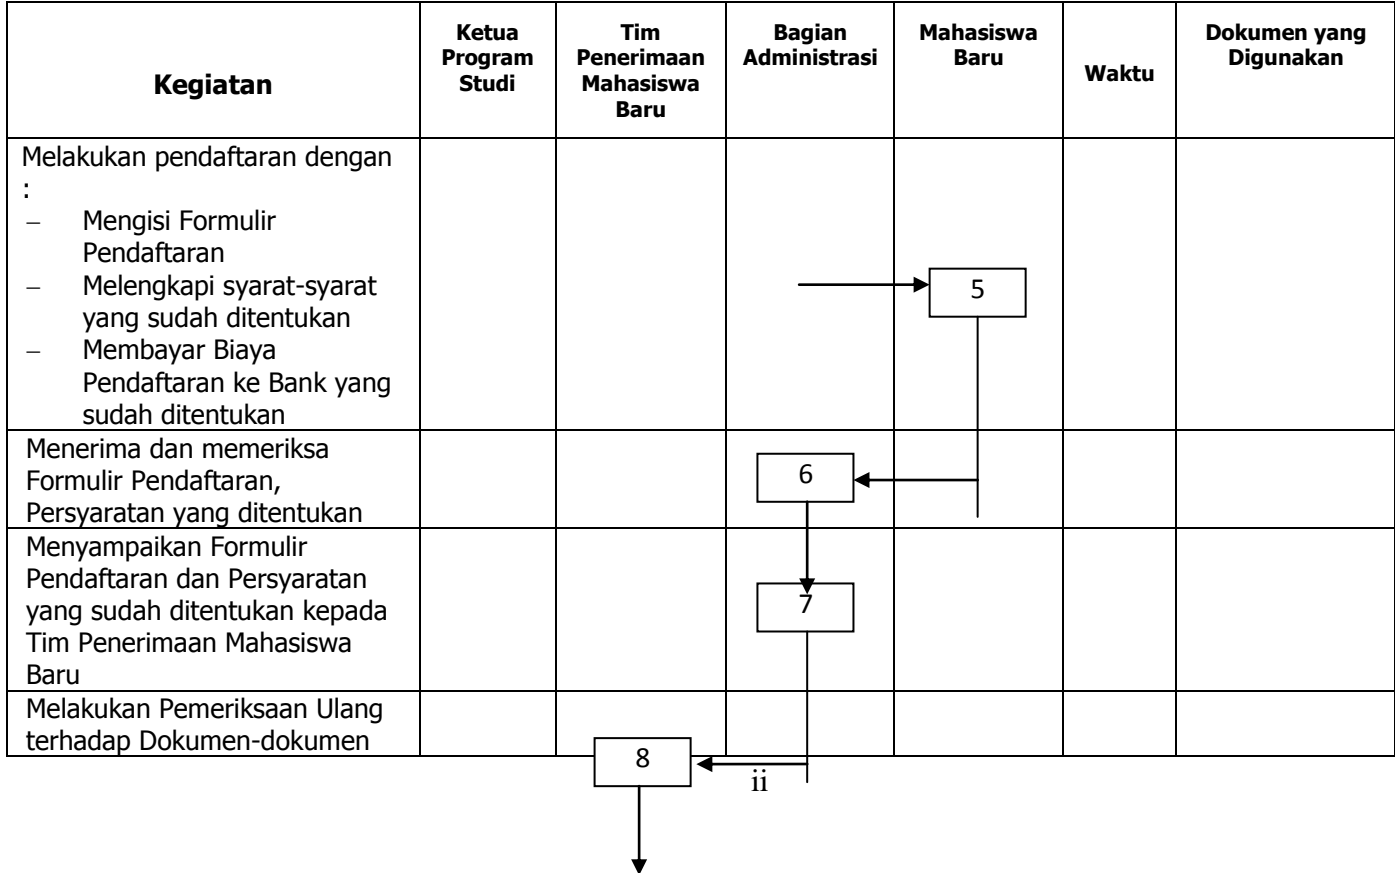 Kegiatan
Ketua
Program
Studi
Tim
Penerimaan
Mahasiswa
Baru
Bagian
Administrasi
Mahasiswa
Baru
Waktu
Dokumen yang
Digunakan
Melakukan pendaftaran dengan
:
− Mengisi Formulir
Pendaftaran
− Melengkapi syarat-syarat
yang sudah ditentukan
− Membayar Biaya
Pendaftaran ke Bank yang
sudah ditentukan
5
Menerima dan memeriksa
Formulir Pendaftaran,
Persyaratan yang ditentukan
6
Menyampaikan Formulir
Pendaftaran dan Persyaratan
yang sudah ditentukan kepada
Tim Penerimaan Mahasiswa
Baru
7
Melakukan Pemeriksaan Ulang
terhadap Dokumen-dokumen
8
ii